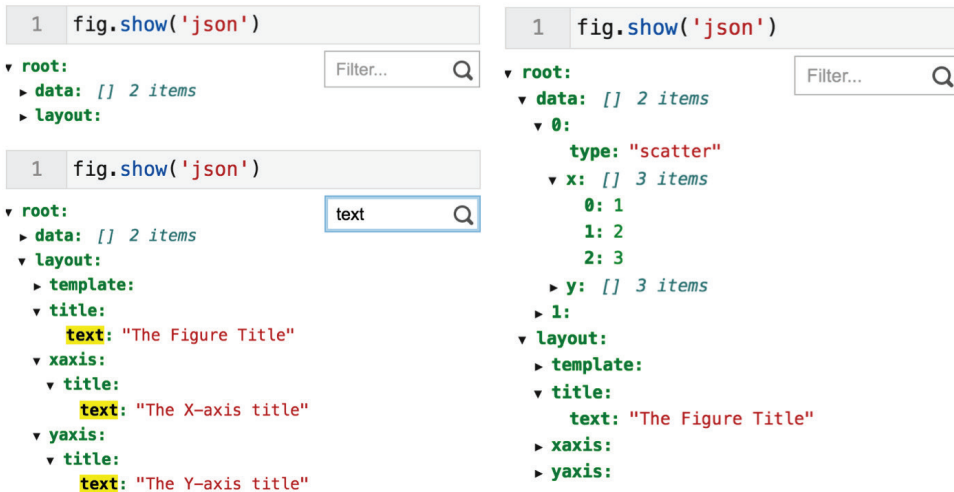 1 fig.show('json')
▾ root: Filter...
▸ data: [] 2 items
▸ layout:
1 fig.show('json')
▾ root: text
▸ data: [] 2 items
▾ layout:
▸ template:
▾ title:
text: "The Figure Title"
▾ xaxis:
▾ title:
text: "The X-axis title"
▾ yaxis:
▾ title:
text: "The Y-axis title"
1 fig.show('json')
▾ root: Filter...
▾ data: [] 2 items
▾ 0:
type: "scatter"
▾ x: [] 3 items
0: 1
1: 2
2: 3
▸ y: [] 3 items
▸ 1:
▾ layout:
▸ template:
▾ title:
text: "The Figure Title"
▸ xaxis:
▸ yaxis: